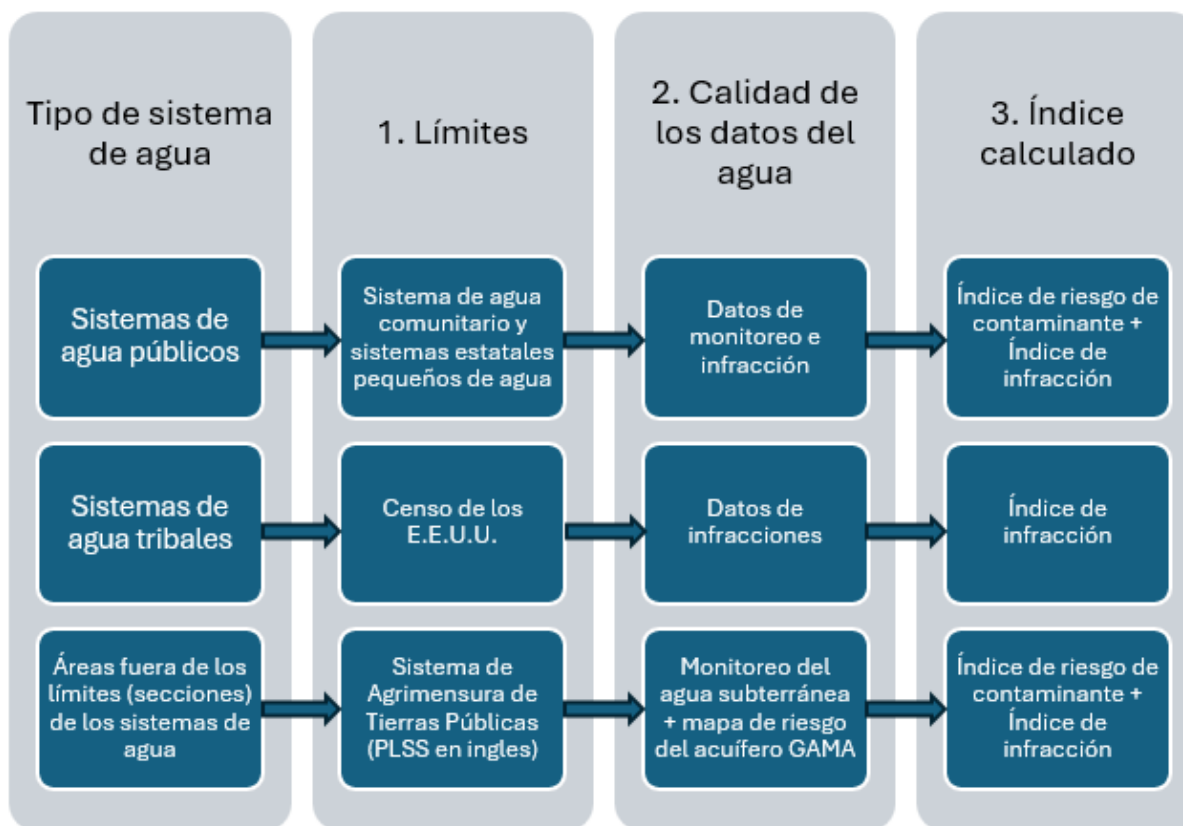 Tipo de sistema
de agua
1. Límites
2. Calidad de
los datos del
agua
3. Índice
calculado
Sistemas de
agua públicos
Sistema de agua
comunitario y
sistemas estatales
pequeños de agua
Datos de
monitoreo e
infracción
Índice de riesgo de
contaminante +
Índice de
infracción
Sistemas de
agua tribales
Censo de los
E.E.U.U.
Datos de
infracciones
Índice de
infracción
Áreas fuera de los
límites (secciones)
de los sistemas de
agua
Sistema de
Agrimensura de
Tierras Públicas
(PLSS en ingles)
Monitoreo del
agua subterránéa
+ mapa de riesgo
del acuífero GAMA
Índice de riesgo de
contaminante +
Índice de
infracción